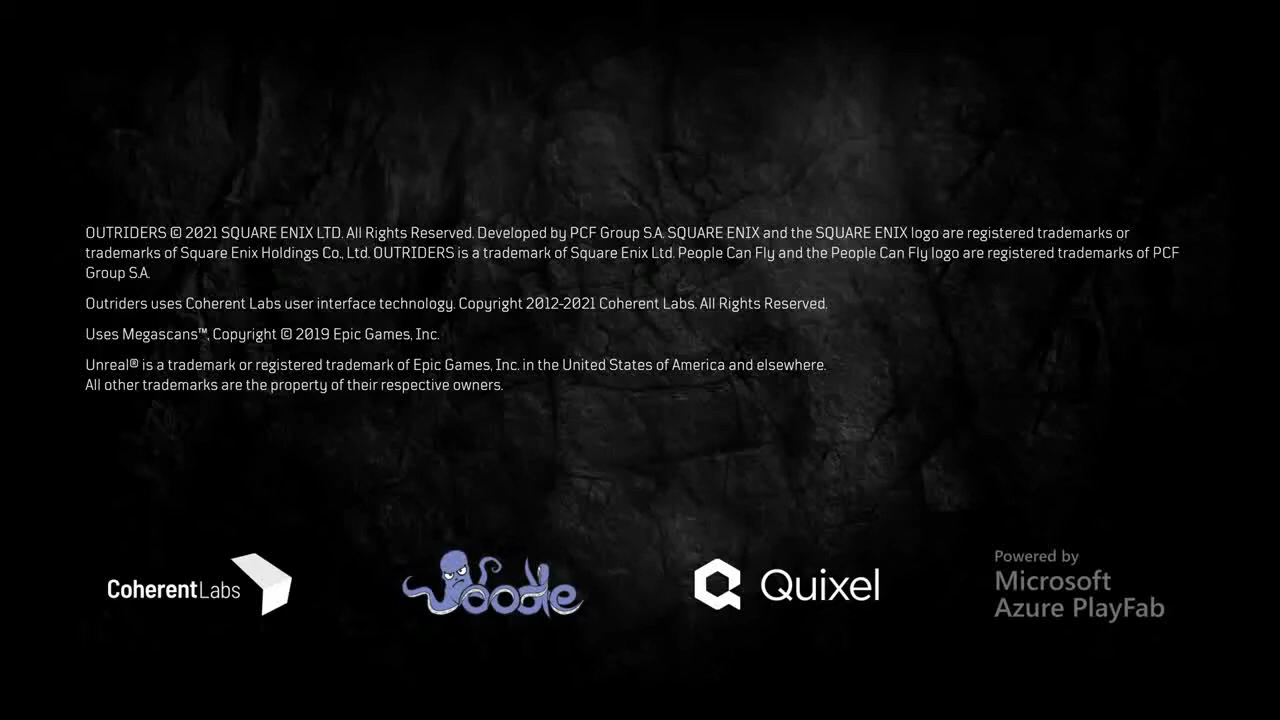 OUTRIDERS © 2021 SQUARE ENIX LTD. All Rights Reserved. Developed by PCF Group S.A. SQUARE ENIX and the SQUARE ENIX logo are registered trademarks or
trademarks of Square Enix Holdings Co., Ltd. OUTRIDERS is a trademark of Square Enix Ltd. People Can Fly and the People Can Fly logo are registered trademarks of PCF
Group S.A.
Outriders uses Coherent Labs user interface technology. Copyright 2012-2021 Coherent Labs. All Rights Reserved.
Uses Megascans™, Copyright © 2019 Epic Games, Inc.
Unreal® is a trademark or registered trademark of Epic Games, Inc. in the United States of America and elsewhere.
All other trademarks are the property of their respective owners.
CoherentLabs
Oodle
Quixel
Powered by
Microsoft
Azure PlayFab